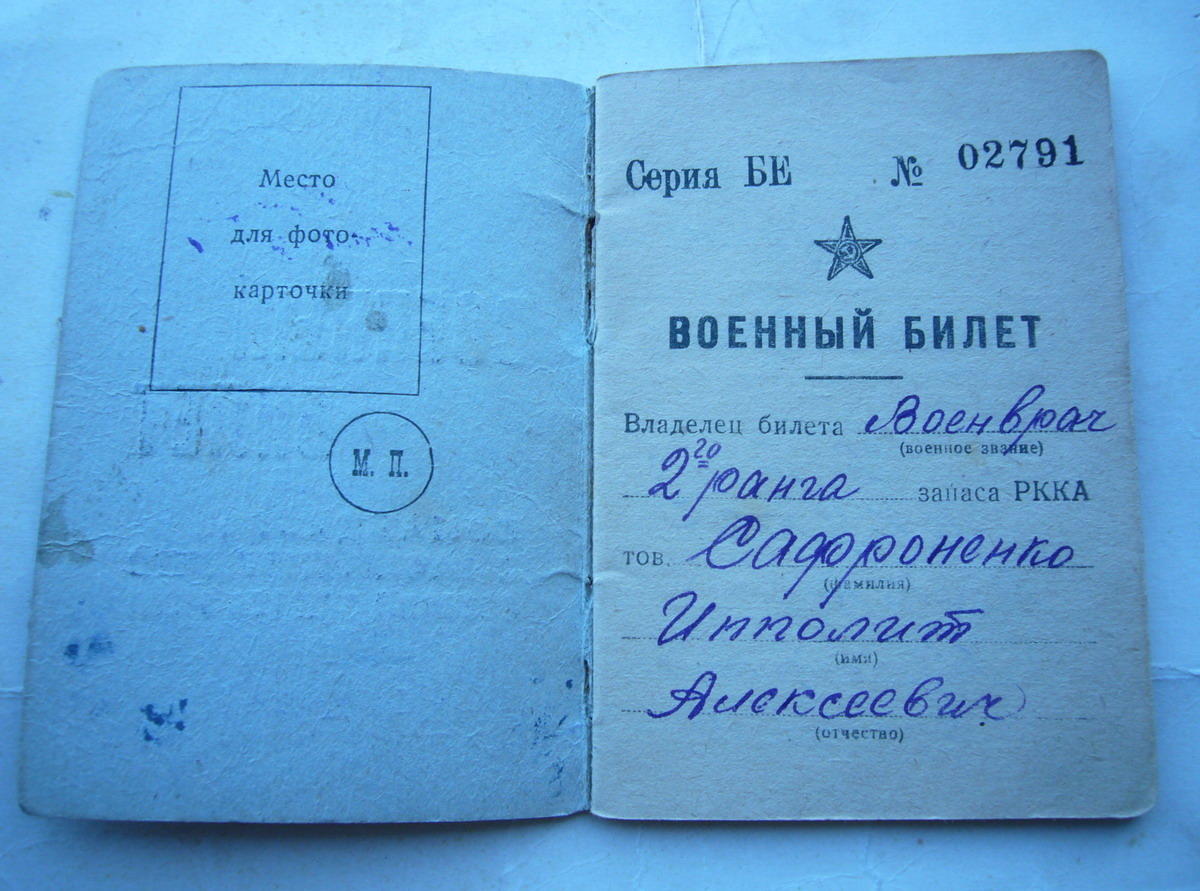 Место
для фото-
карточки
М. П.
Серия БЕ № 02791
ВОЕННЫЙ БИЛЕТ
Владелец билета Военврач
(военное звание)
2го ранга запаса РККА
тов. Сафроненко
(фамилия)
Ипполит
(имя)
Алексеевич
(отчество)